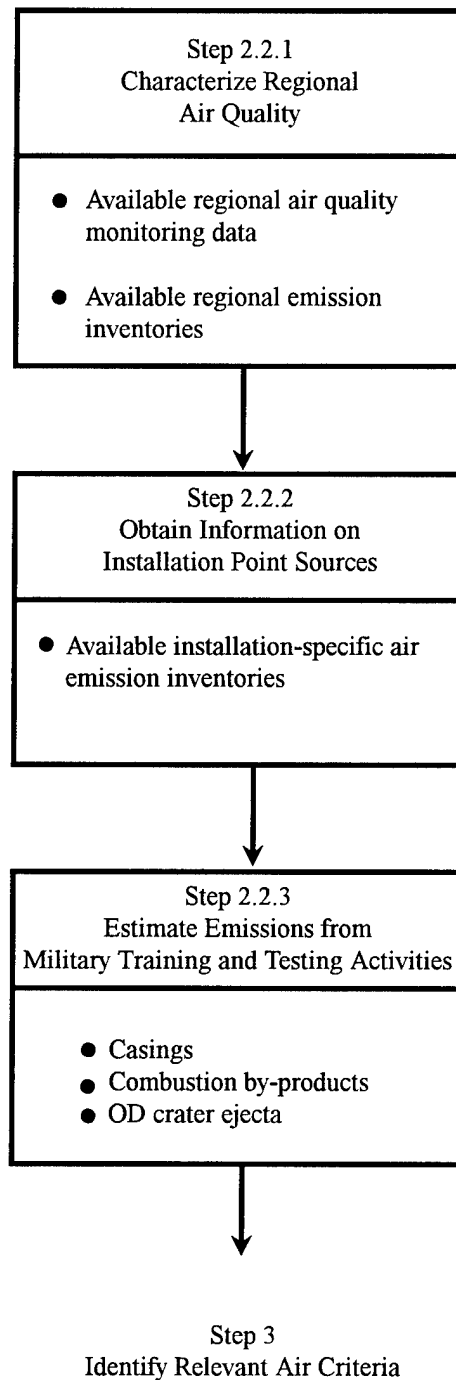 Step 2.2.1
Characterize Regional
Air Quality
● Available regional air quality
monitoring data
● Available regional emission
inventories
Step 2.2.2
Obtain Information on
Installation Point Sources
● Available installation-specific air
emission inventories
Step 2.2.3
Estimate Emissions from
Military Training and Testing Activities
● Casings
● Combustion by-products
● OD crater ejecta
Step 3
Identify Relevant Air Criteria